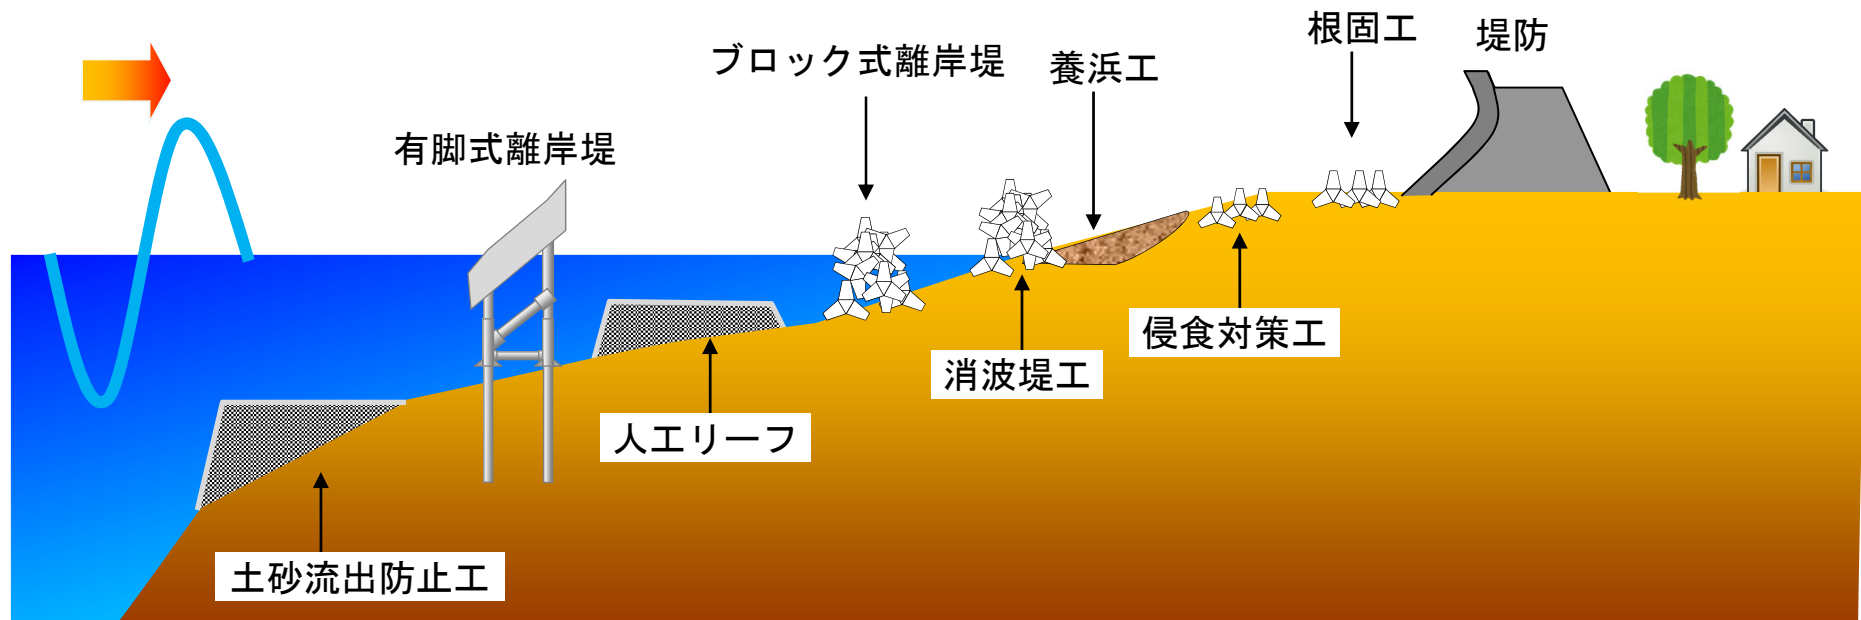 根固工
堤防
ブロック式離岸堤
養浜工
有脚式離岸堤
侵食対策工
消波堤工
人工リーフ
土砂流出防止工